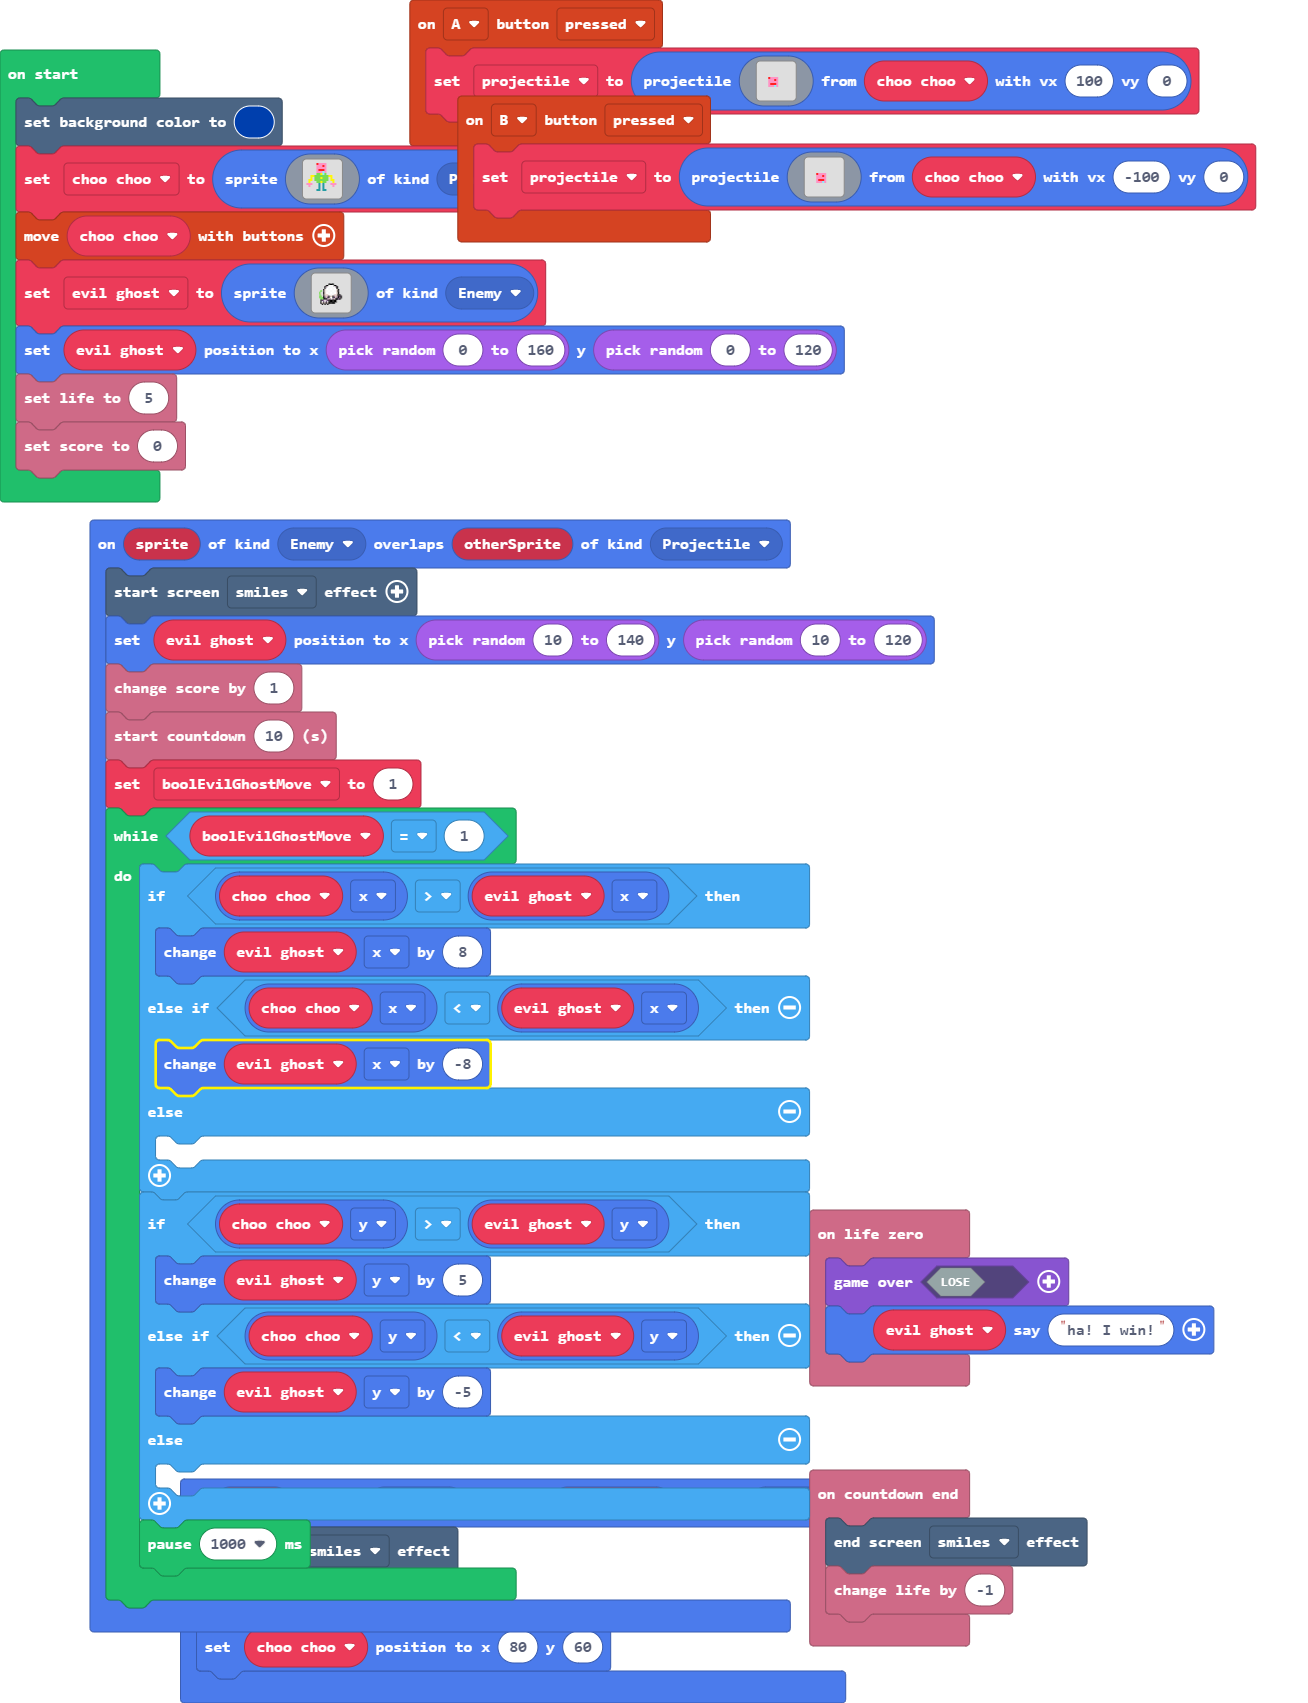 on A button pressed
set projectile to projectile from choo choo with vx 100 vy 0
on start
set background color to
set choo choo to sprite of kind P
move choo choo with buttons
set evil ghost to sprite of kind Enemy
set evil ghost position to x pick random 0 to 160 y pick random 0 to 120
set life to 5
set score to 0
on B button pressed
set projectile to projectile from choo choo with vx -100 vy 0
on sprite of kind Enemy overlaps otherSprite of kind Projectile
start screen smiles effect
set evil ghost position to x pick random 10 to 140 y pick random 10 to 120
change score by 1
start countdown 10 (s)
set boolEvilGhostMove to 1
while boolEvilGhostMove = 1
do
if choo choo x > evil ghost x then
change evil ghost x by 8
else if choo choo x < evil ghost x then
change evil ghost x by -8
else
if choo choo y > evil ghost y then
change evil ghost y by 5
else if choo choo y < evil ghost y then
change evil ghost y by -5
else
pause 1000 ms
smiles effect
set choo choo position to x 80 y 60
on life zero
game over LOSE
evil ghost say "ha! I win!"
on countdown end
end screen smiles effect
change life by -1